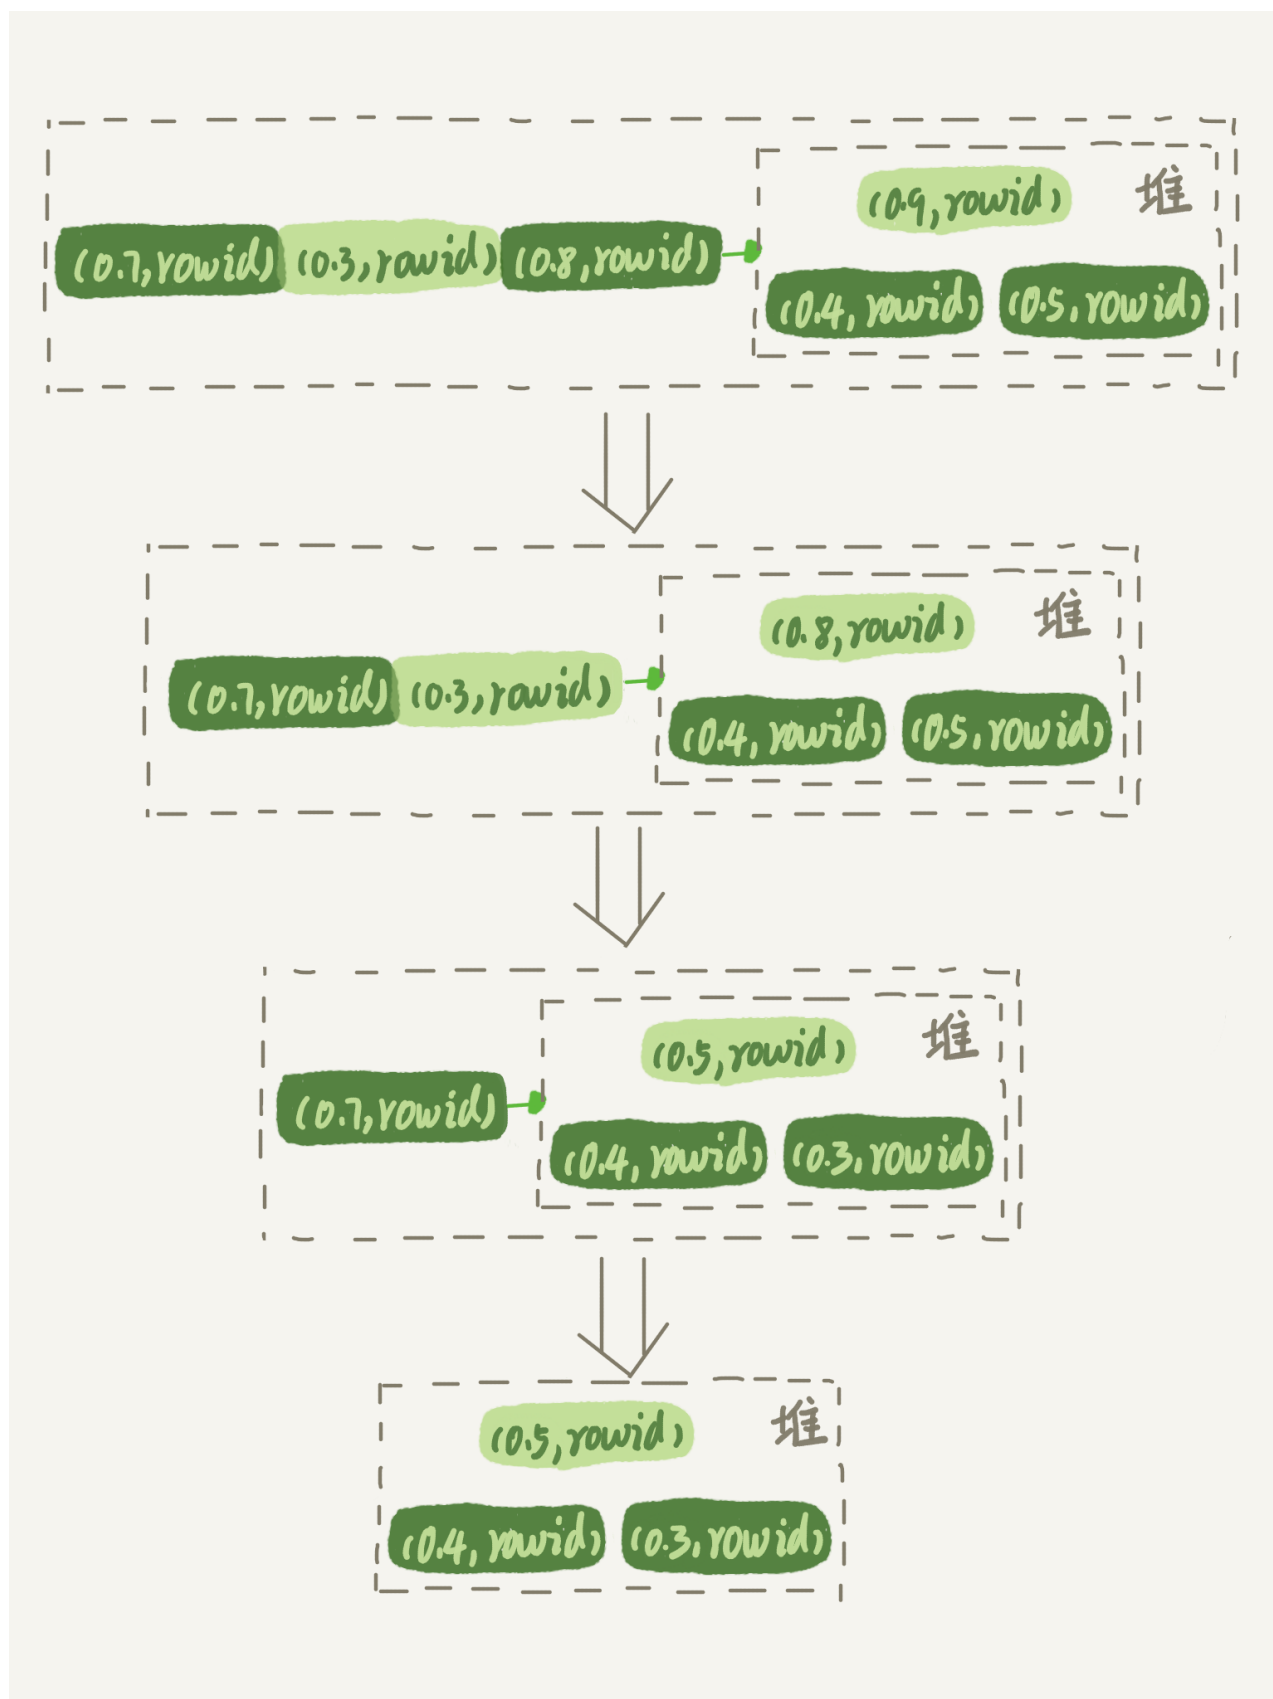 堆
(0.9,rowid)
(0.7,rowid) (0.3,rowid) (0.8,rowid)
(0.4,rowid) (0.5,rowid)
堆
(0.8,rowid)
(0.7,rowid) (0.3,rowid)
(0.4,rowid) (0.5,rowid)
堆
(0.5,rowid)
(0.7,rowid)
(0.4,rowid) (0.3,rowid)
堆
(0.5,rowid)
(0.4,rowid) (0.3,rowid)